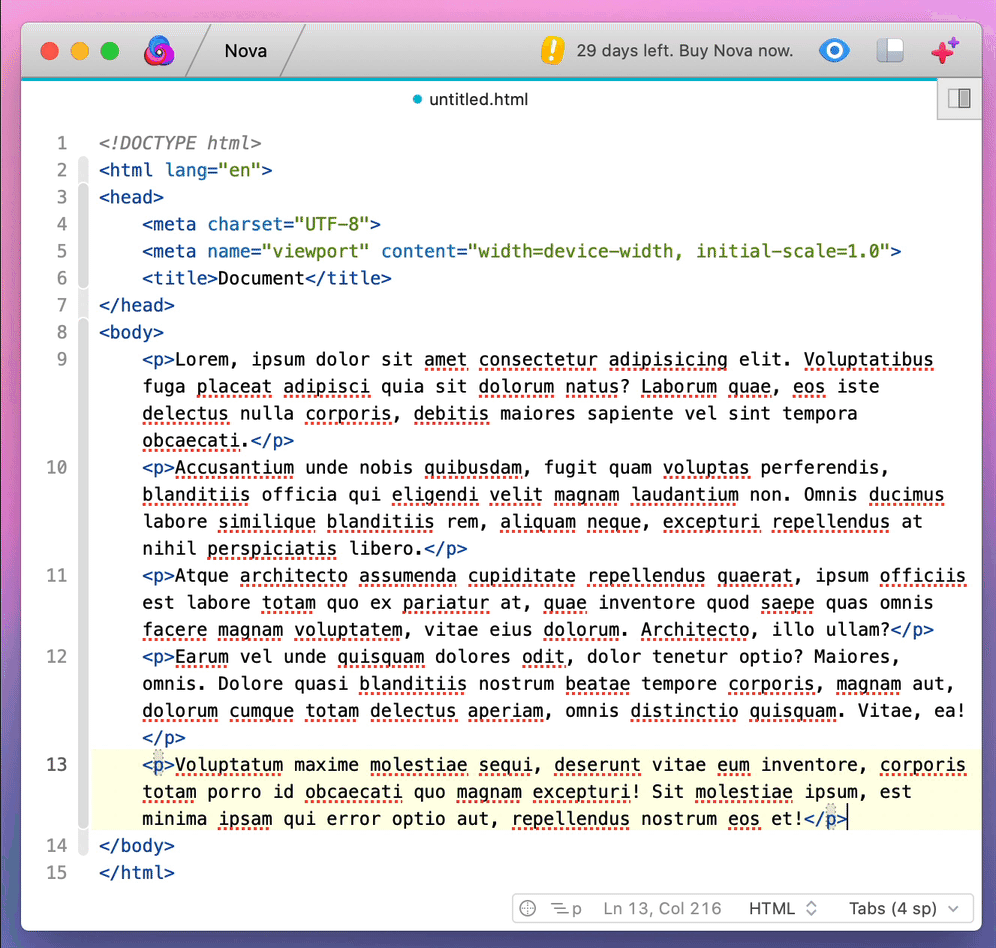 Nova
29 days left. Buy Nova now.
untitled.html
1 <!DOCTYPE html>
2 <html lang="en">
3 <head>
4 <meta charset="UTF-8">
5 <meta name="viewport" content="width=device-width, initial-scale=1.0">
6 <title>Document</title>
7 </head>
8 <body>
9 <p>Lorem, ipsum dolor sit amet consectetur adipisicing elit. Voluptatibus
fuga placeat adipisci quia sit dolorum natus? Laborum quae, eos iste
delectus nulla corporis, debitis maiores sapiente vel sint tempora
obcaecati.</p>
10 <p>Accusantium unde nobis quibusdam, fugit quam voluptas perferendis,
blanditiis officia qui eligendi velit magnam laudantium non. Omnis ducimus
labore similique blanditiis rem, aliquam neque, excepturi repellendus at
nihil perspiciatis libero.</p>
11 <p>Atque architecto assumenda cupiditate repellendus quaerat, ipsum officiis
est labore totam quo ex pariatur at, quae inventore quod saepe quas omnis
facere magnam voluptatem, vitae eius dolorum. Architecto, illo ullam?</p>
12 <p>Earum vel unde quisquam dolores odit, dolor tenetur optio? Maiores,
omnis. Dolore quasi blanditiis nostrum beatae tempore corporis, magnam aut,
dolorum cumque totam delectus aperiam, omnis distinctio quisquam. Vitae, ea!
</p>
13 <p>Voluptatum maxime molestiae sequi, deserunt vitae eum inventore, corporis
totam porro id obcaecati quo magnam excepturi! Sit molestiae ipsum, est
minima ipsam qui error optio aut, repellendus nostrum eos et!</p>
14 </body>
15 </html>
p Ln 13, Col 216 HTML Tabs (4 sp)